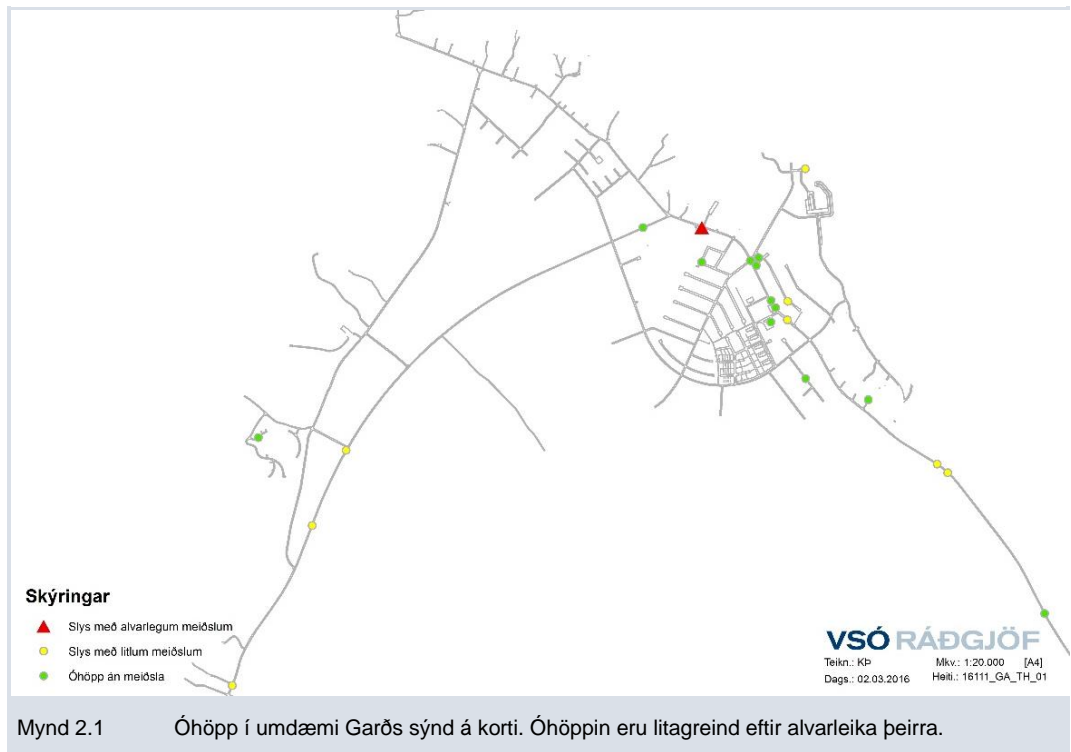 Skýringar
Slys með alvarlegum meiðslum
Slys með litlum meiðslum
Óhöpp án meiðsla
VSÓ RÁÐGJÖF
Teikn.: KÞ Mkv.: 1:20.000 [A4]
Dags.: 02.03.2016 Heiti.: 16111_GA_TH_01
Mynd 2.1 Óhöpp í umdæmi Garðs sýnd á korti. Óhöppin eru litagreind eftir alvarleika þeirra.